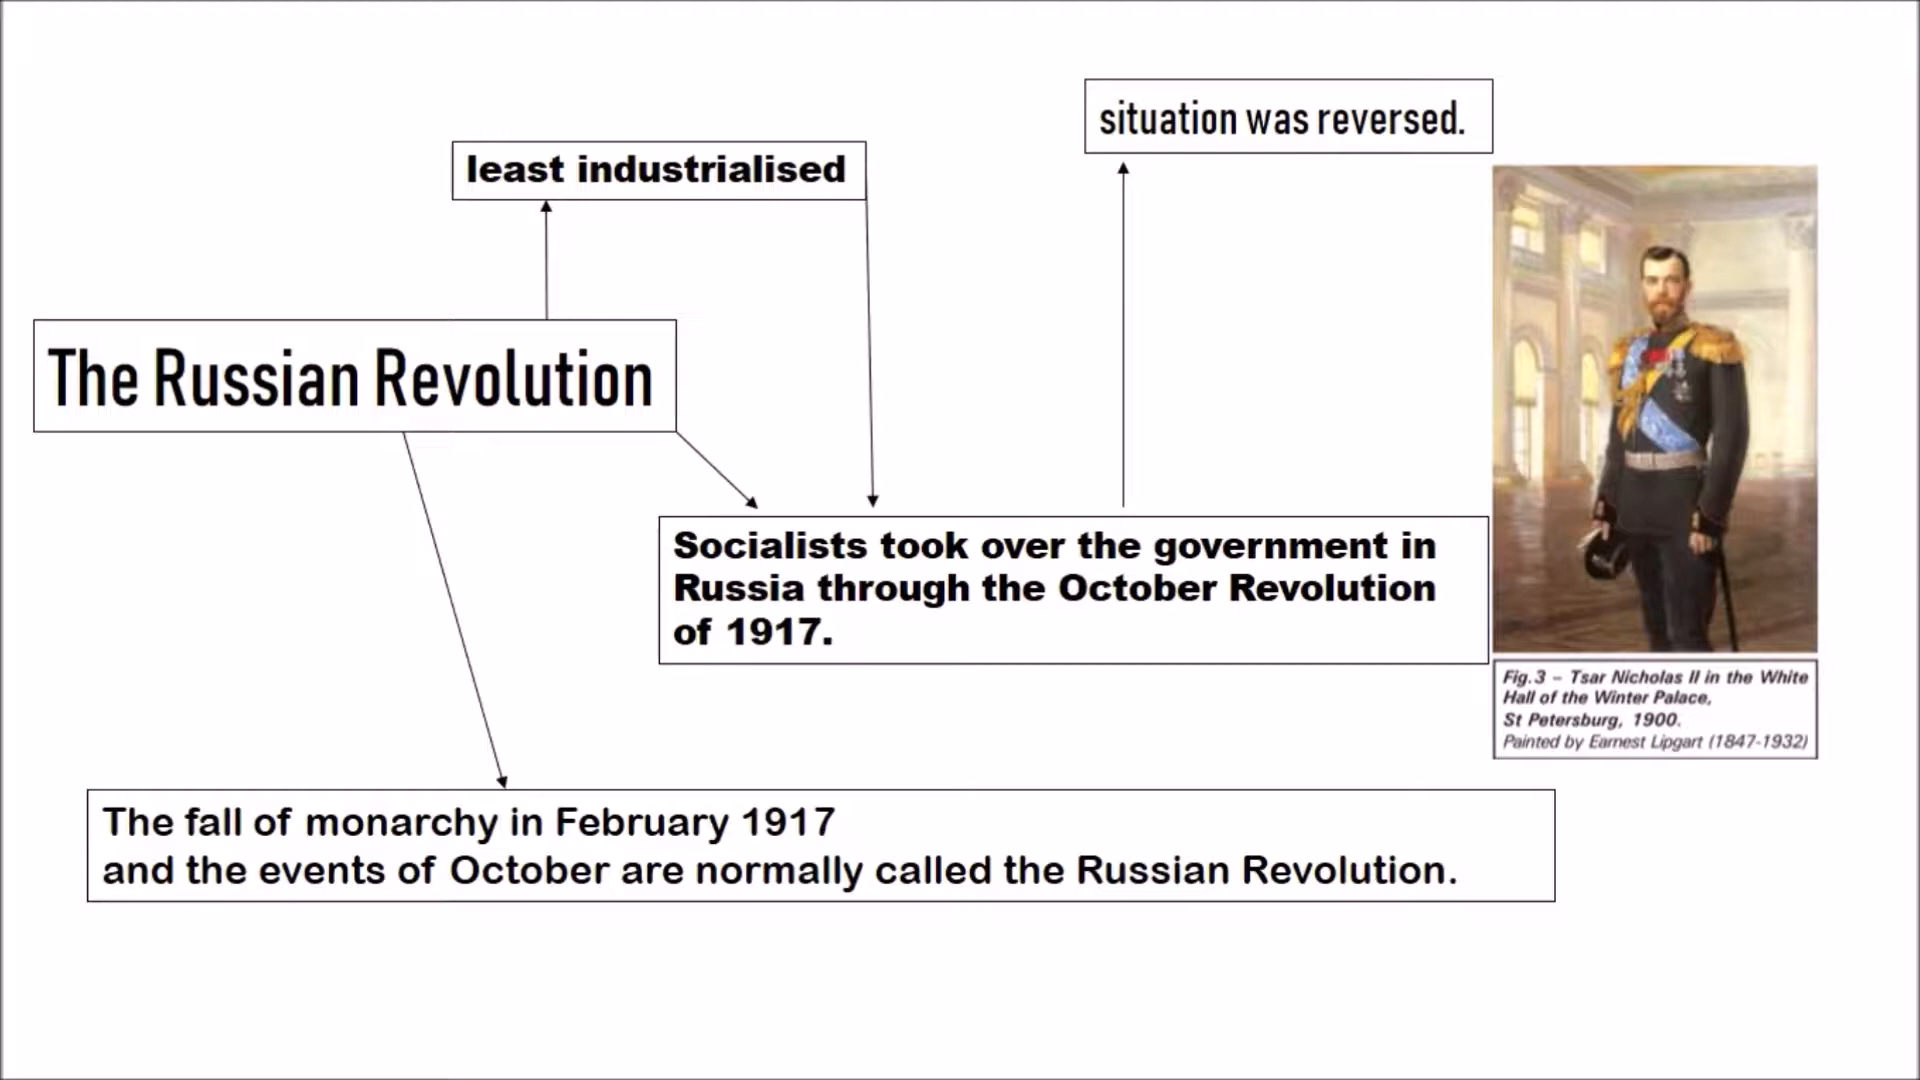 situation was reversed.
least industrialised
The Russian Revolution
Socialists took over the government in
Russia through the October Revolution
of 1917.
Fig.3 – Tsar Nicholas II in the White
Hall of the Winter Palace,
St Petersburg, 1900.
Painted by Earnest Lipgart (1847-1932)
The fall of monarchy in February 1917
and the events of October are normally called the Russian Revolution.